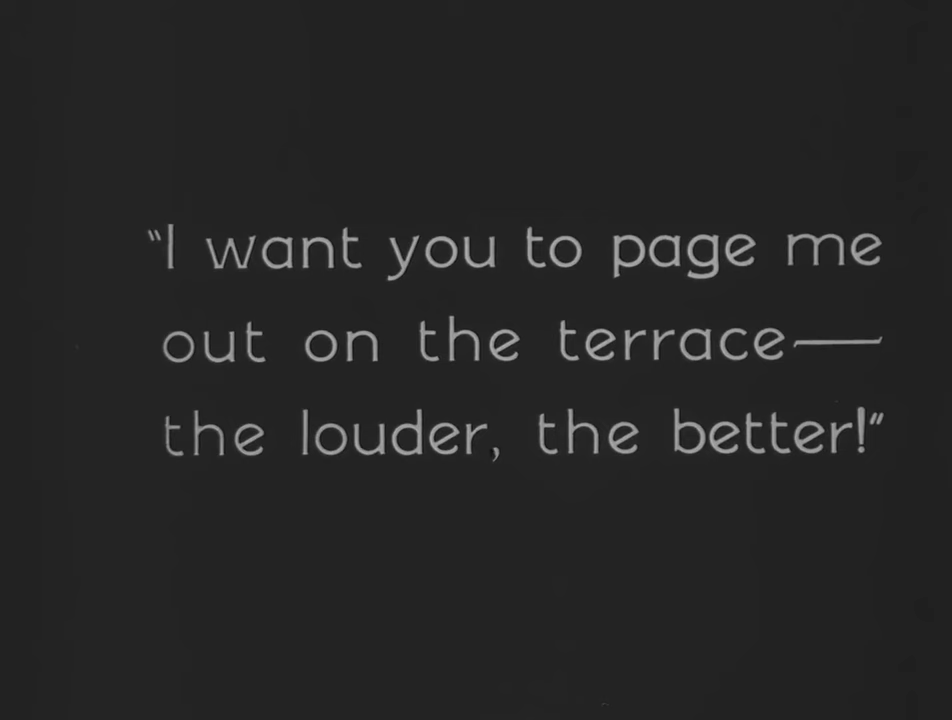 "I want you to page me
out on the terrace—
the louder, the better!"